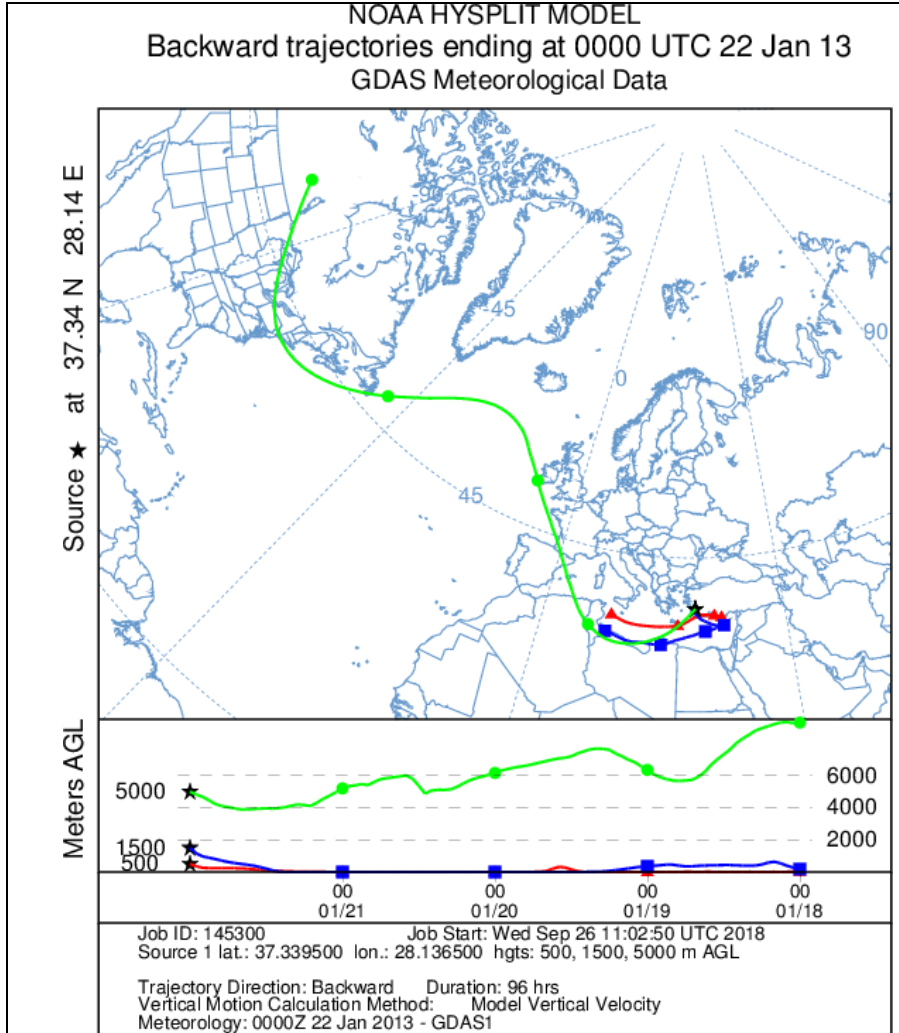 NOAA HYSPLIT MODEL
Backward trajectories ending at 0000 UTC 22 Jan 13
GDAS Meteorological Data
Source ★ at 37.34 N 28.14 E
-45
0
90
45
Meters AGL
5000
1500
500
6000
4000
2000
00 00 00 00
01/21 01/20 01/19 01/18
Job ID: 145300 Job Start: Wed Sep 26 11:02:50 UTC 2018
Source 1 lat.: 37.339500 lon.: 28.136500 hgts: 500, 1500, 5000 m AGL
Trajectory Direction: Backward Duration: 96 hrs
Vertical Motion Calculation Method: Model Vertical Velocity
Meteorology: 0000Z 22 Jan 2013 - GDAS1